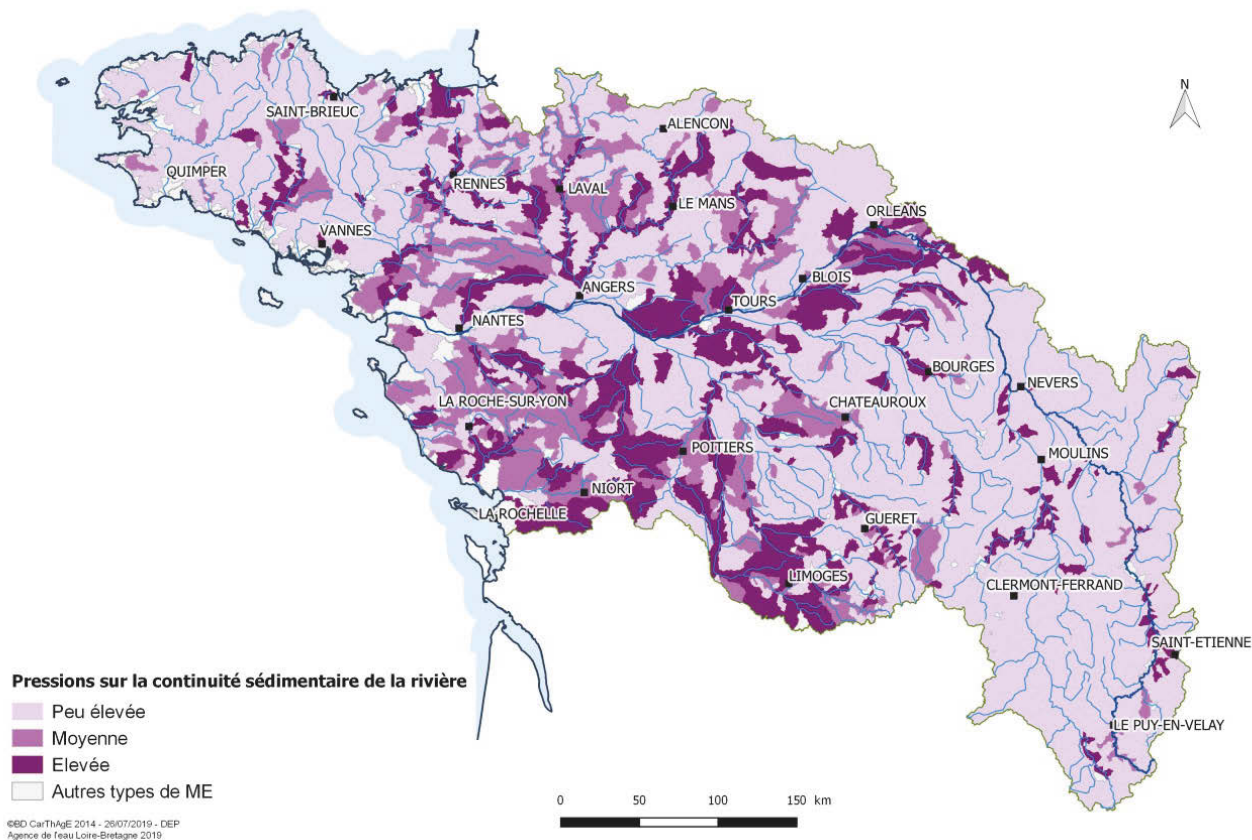 N
SAINT-BRIEUC
ALENCON
QUIMPER
RENNES
LAVAL
LE MANS
ORLEANS
VANNES
BLOIS
ANGERS
TOURS
NANTES
BOURGES
NEVERS
LA ROCHE-SUR-YON
CHATEAUROUX
POITIERS
MOULINS
NIORT
LA ROCHELLE
GUERET
LIMOGES
CLERMONT-FERRAND
SAINT-ETIENNE
LE PUY-EN-VELAY
Pressions sur la continuité sédimentaire de la rivière
Peu élevée
Moyenne
Elevée
Autres types de ME
0 50 100 150 km
©BD CarThAgE 2014 - 26/07/2019 - DEP
Agence de l'eau Loire-Bretagne 2019